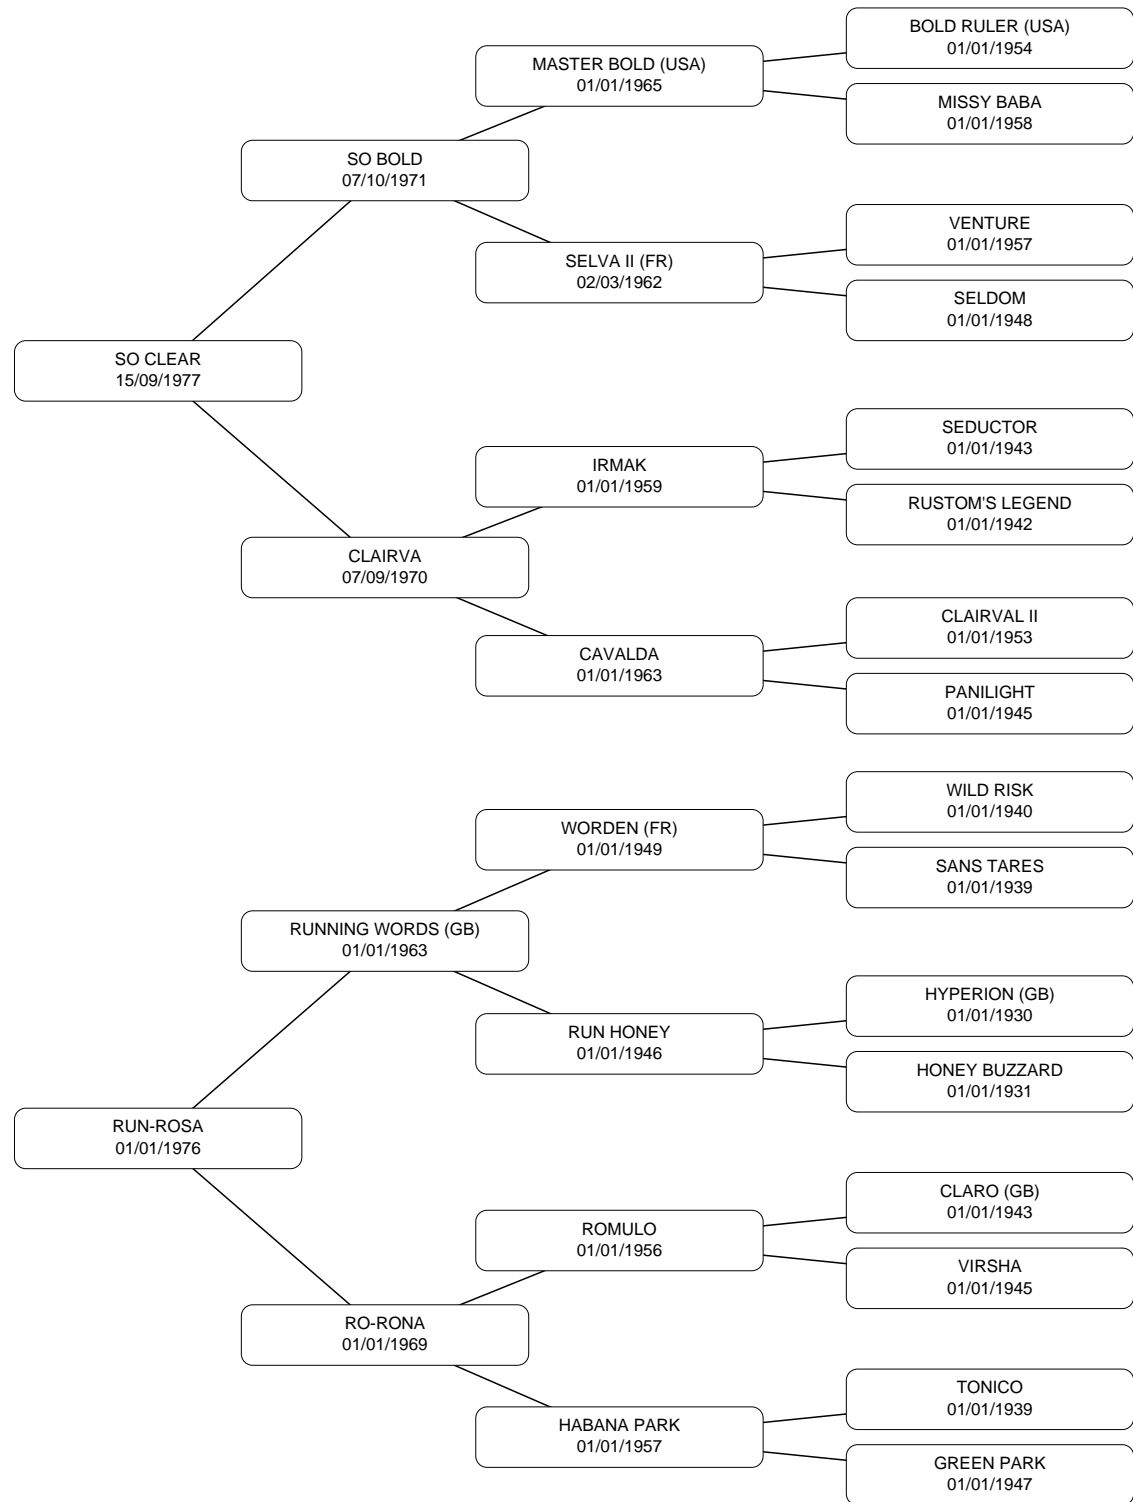 BOLD RULER (USA)
01/01/1954
MASTER BOLD (USA)
01/01/1965
MISSY BABA
01/01/1958
SO BOLD
07/10/1971
VENTURE
01/01/1957
SELVA II (FR)
02/03/1962
SELDOM
01/01/1948
SO CLEAR
15/09/1977
SEDUCTOR
01/01/1943
IRMAK
01/01/1959
RUSTOM'S LEGEND
01/01/1942
CLAIRVA
07/09/1970
CLAIRVAL II
01/01/1953
CAVALDA
01/01/1963
PANILIGHT
01/01/1945
WILD RISK
01/01/1940
WORDEN (FR)
01/01/1949
SANS TARES
01/01/1939
RUNNING WORDS (GB)
01/01/1963
HYPERION (GB)
01/01/1930
RUN HONEY
01/01/1946
HONEY BUZZARD
01/01/1931
RUN-ROSA
01/01/1976
CLARO (GB)
01/01/1943
ROMULO
01/01/1956
VIRSHA
01/01/1945
RO-RONA
01/01/1969
TONICO
01/01/1939
HABANA PARK
01/01/1957
GREEN PARK
01/01/1947